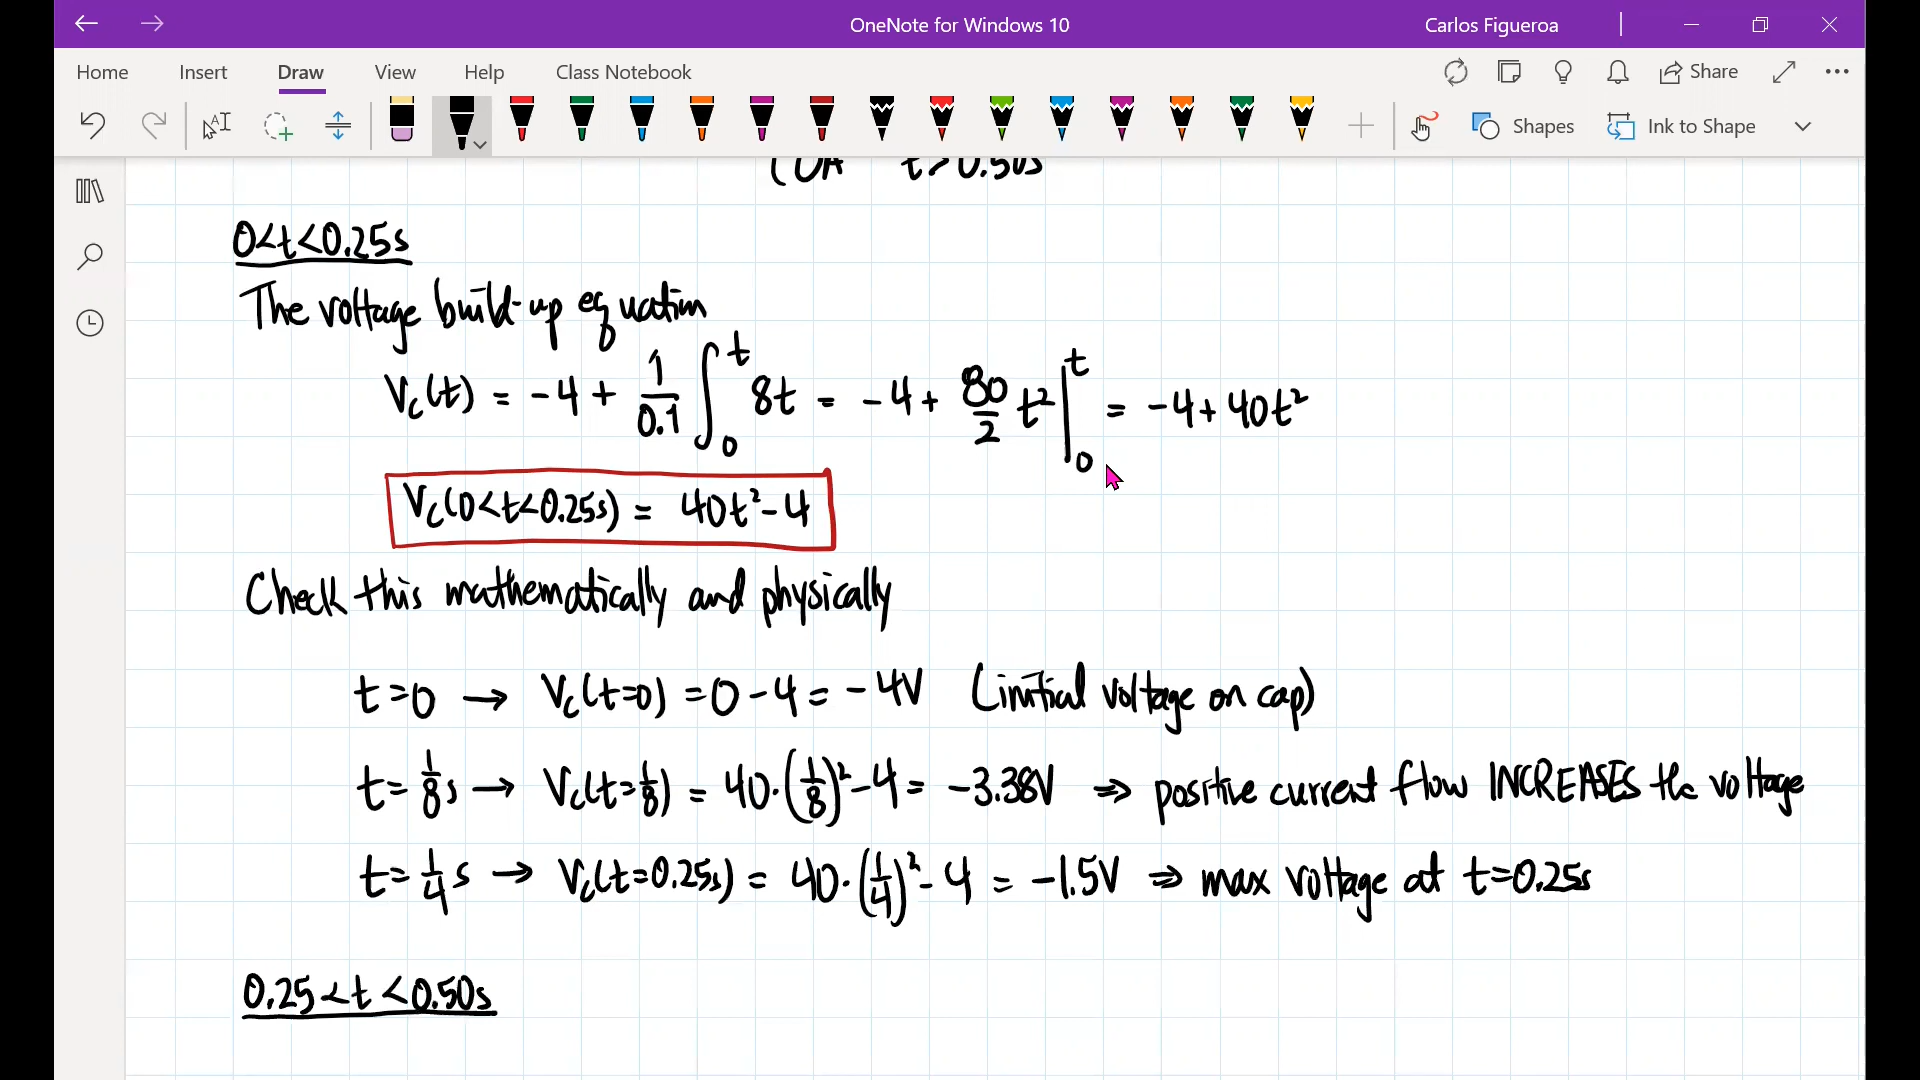 OneNote for Windows 10
Carlos Figueroa
Home Insert Draw View Help Class Notebook Share
Shapes Ink to Shape
(0A t>0.50s
0<t<0.25s
The voltage build-up equation
Vc(t) = -4 + 1/0.1 ∫₀ᵗ 8t = -4 + 80/2 t² |₀ᵗ = -4 + 40t²
Vc(0<t<0.25s) = 40t² - 4
Check this mathematically and physically
t=0 → Vc(t=0) = 0 - 4 = -4V (initial voltage on cap)
t = 1/8 s → Vc(t=1/8) = 40·(1/8)² - 4 = -3.38V ⇒ positive current flow INCREASES the voltage
t = 1/4 s → Vc(t=0.25s) = 40·(1/4)² - 4 = -1.5V ⇒ max voltage at t=0.25s
0.25<t<0.50s